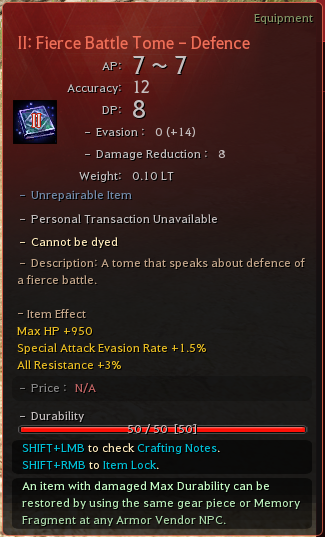 Equipment
II: Fierce Battle Tome - Defence
AP: 7 ~ 7
Accuracy: 12
DP: 8
- Evasion : 0 (+14)
- Damage Reduction : 8
Weight: 0.10 LT
II
- Unrepairable Item
- Personal Transaction Unavailable
- Cannot be dyed
- Description: A tome that speaks about defence of
a fierce battle.
- Item Effect
Max HP +950
Special Attack Evasion Rate +1.5%
All Resistance +3%
- Price : N/A
- Durability
50 / 50 [50]
SHIFT+LMB to check Crafting Notes.
SHIFT+RMB to Item Lock.
An item with damaged Max Durability can be
restored by using the same gear piece or Memory
Fragment at any Armor Vendor NPC.